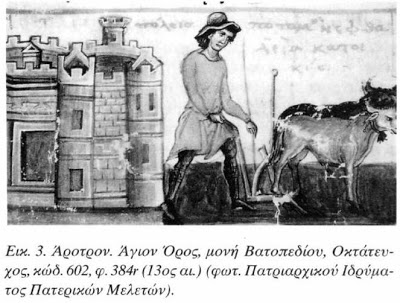 Εικ. 3. Άροτρον. Άγιον Όρος, μονή Βατοπεδίου, Οκτάτευ-
χος, κώδ. 602, φ. 384r (13ος αι.) (φωτ. Πατριαρχικού Ιδρύμα-
τος Πατερικών Μελετών).